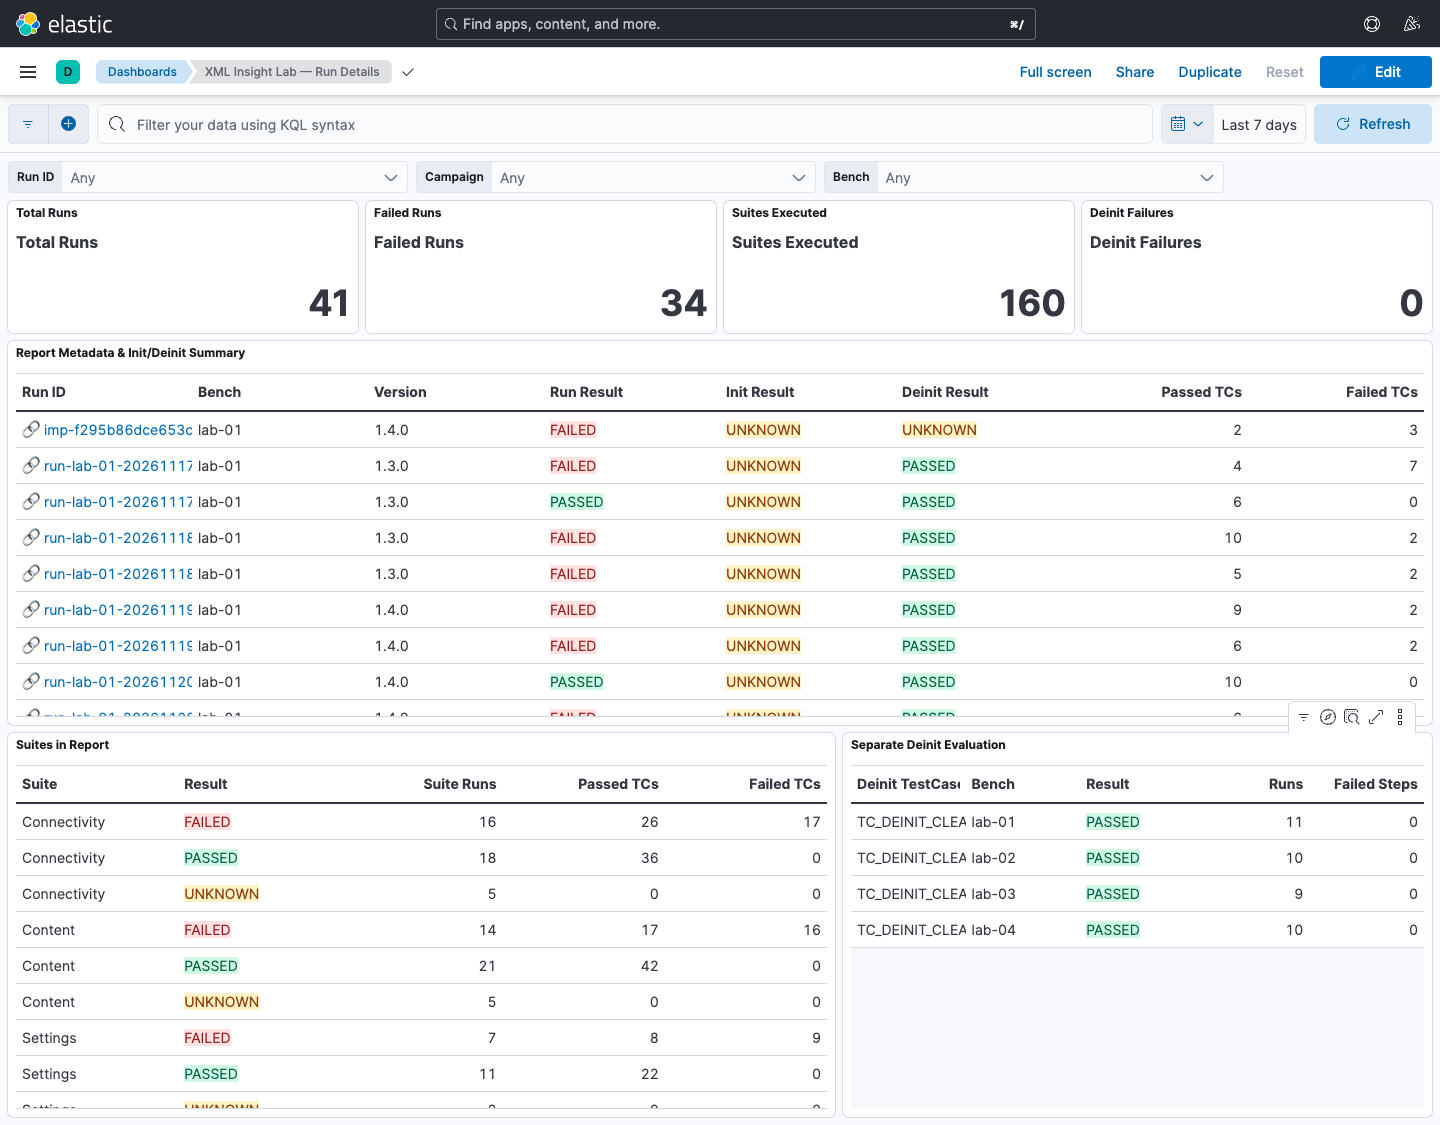 elastic
Find apps, content, and more.
⌘/
D
Dashboards
XML Insight Lab — Run Details
Full screen
Share
Duplicate
Reset
Edit
Filter your data using KQL syntax
Last 7 days
Refresh
Run ID Any
Campaign Any
Bench Any
Total Runs
Total Runs
41
Failed Runs
Failed Runs
34
Suites Executed
Suites Executed
160
Deinit Failures
Deinit Failures
0
Report Metadata & Init/Deinit Summary
Run ID Bench Version Run Result Init Result Deinit Result Passed TCs Failed TCs
imp-f295b86dce653c lab-01 1.4.0 FAILED UNKNOWN UNKNOWN 2 3
run-lab-01-20261117 lab-01 1.3.0 FAILED UNKNOWN PASSED 4 7
run-lab-01-20261117 lab-01 1.3.0 PASSED UNKNOWN PASSED 6 0
run-lab-01-20261118 lab-01 1.3.0 FAILED UNKNOWN PASSED 10 2
run-lab-01-20261118 lab-01 1.3.0 FAILED UNKNOWN PASSED 5 2
run-lab-01-20261119 lab-01 1.4.0 FAILED UNKNOWN PASSED 9 2
run-lab-01-20261119 lab-01 1.4.0 FAILED UNKNOWN PASSED 6 2
run-lab-01-2026112 lab-01 1.4.0 PASSED UNKNOWN PASSED 10 0
Suites in Report
Suite Result Suite Runs Passed TCs Failed TCs
Connectivity FAILED 16 26 17
Connectivity PASSED 18 36 0
Connectivity UNKNOWN 5 0 0
Content FAILED 14 17 16
Content PASSED 21 42 0
Content UNKNOWN 5 0 0
Settings FAILED 7 8 9
Settings PASSED 11 22 0
Separate Deinit Evaluation
Deinit TestCase Bench Result Runs Failed Steps
TC_DEINIT_CLEA lab-01 PASSED 11 0
TC_DEINIT_CLEA lab-02 PASSED 10 0
TC_DEINIT_CLEA lab-03 PASSED 9 0
TC_DEINIT_CLEA lab-04 PASSED 10 0